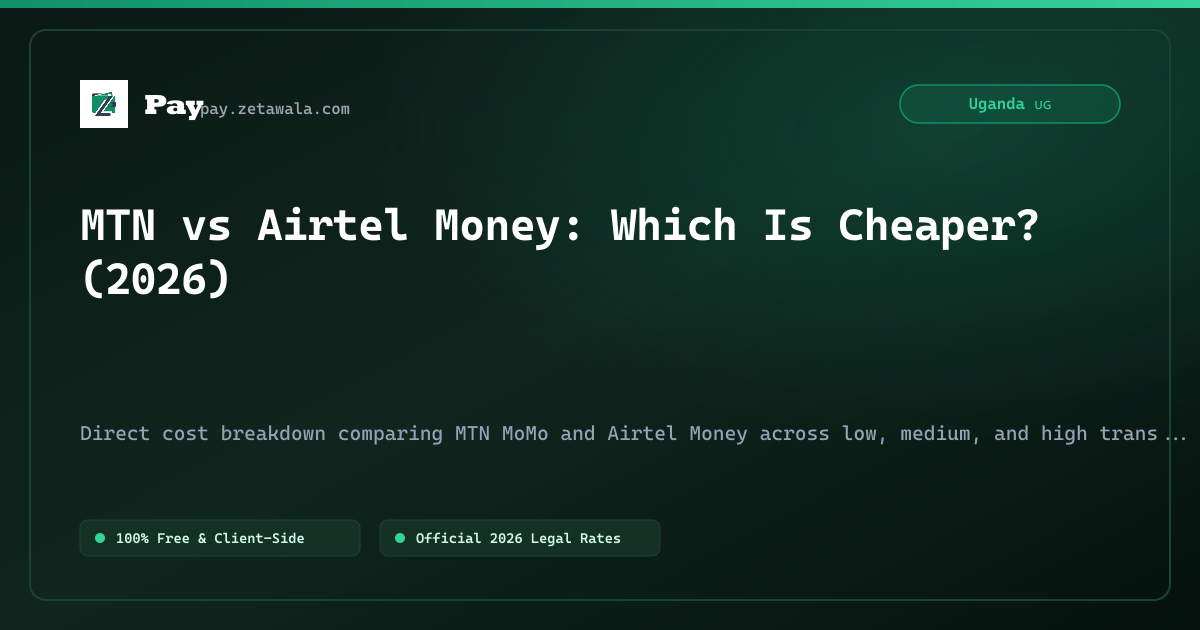 Pay pay.zetawala.com
Uganda UG
MTN vs Airtel Money: Which Is Cheaper?
(2026)
Direct cost breakdown comparing MTN MoMo and Airtel Money across low, medium, and high trans...
100% Free & Client-Side
Official 2026 Legal Rates